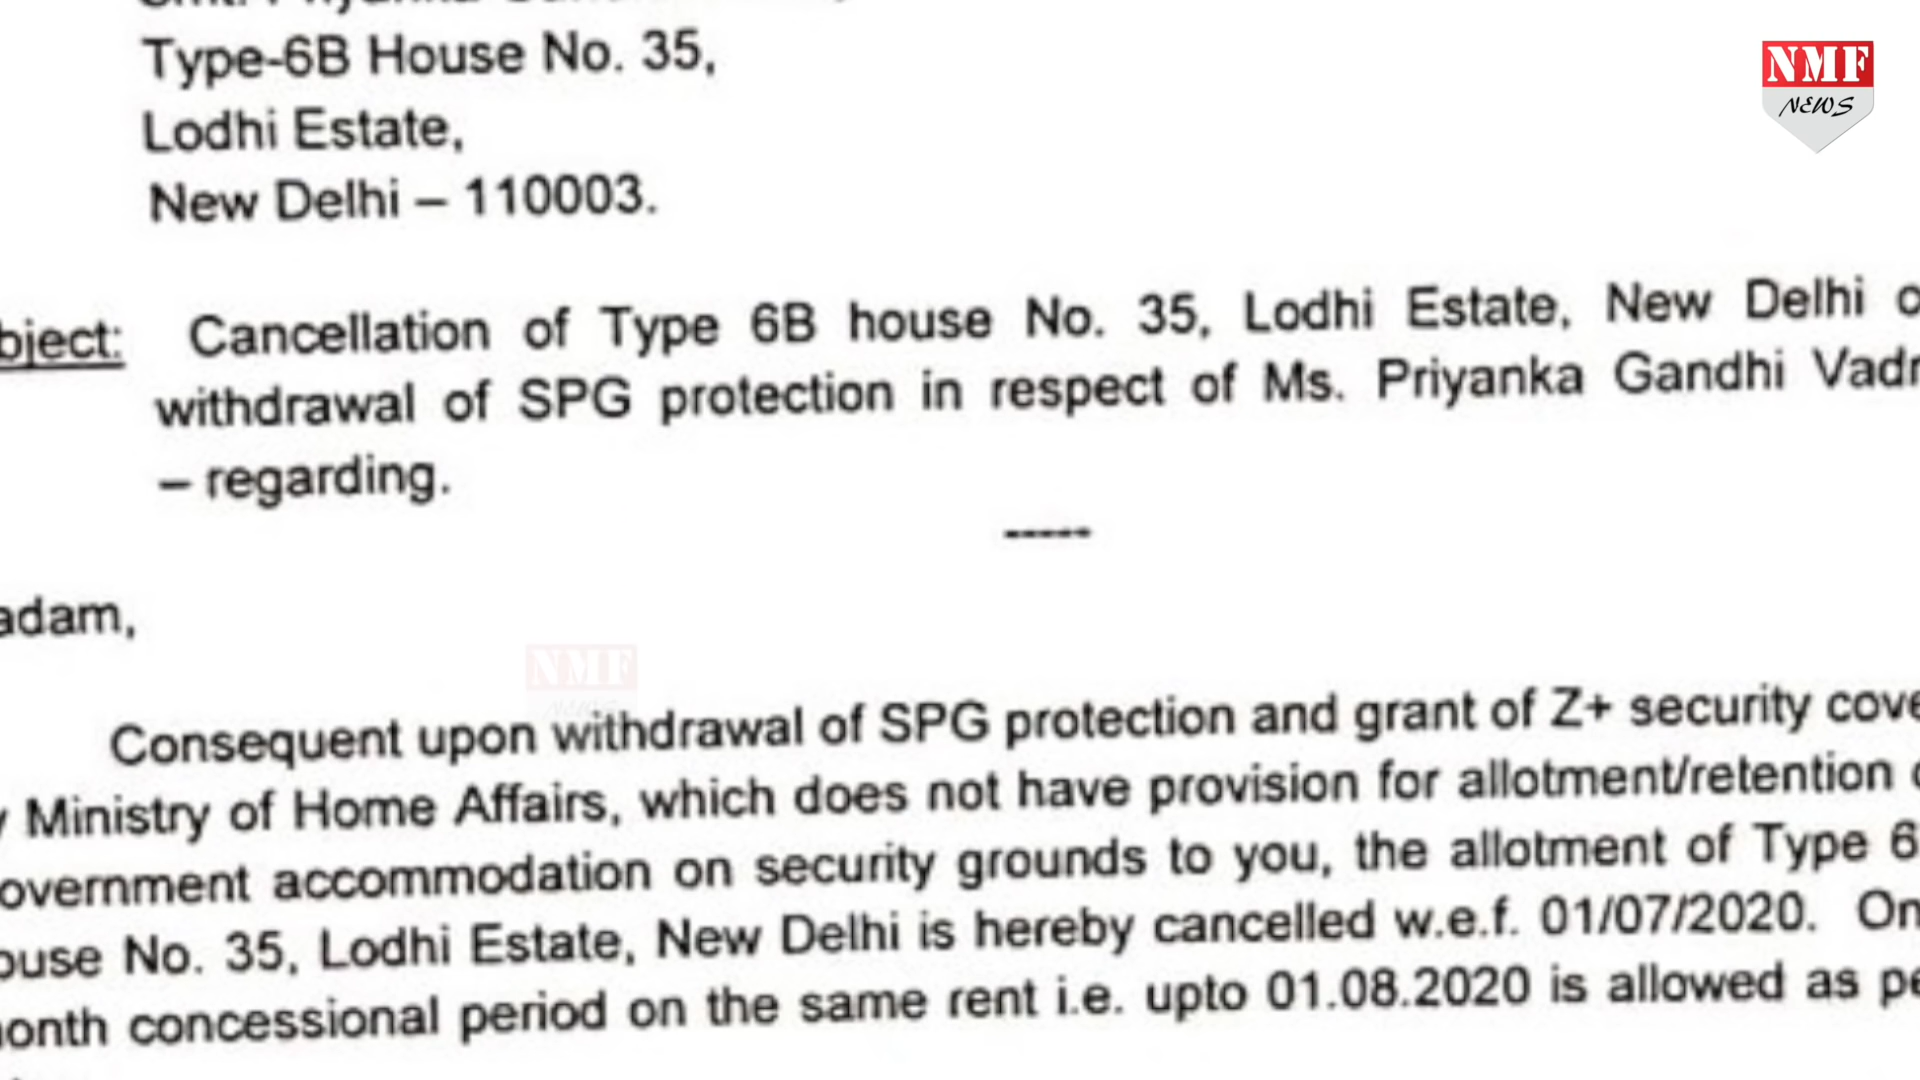 Type-6B House No. 35,
Lodhi Estate,
New Delhi – 110003.
NMF
NEWS
bject: Cancellation of Type 6B house No. 35, Lodhi Estate, New Delhi o
withdrawal of SPG protection in respect of Ms. Priyanka Gandhi Vadr
– regarding.
-----
adam,
NMF
NEWS
Consequent upon withdrawal of SPG protection and grant of Z+ security cove
y Ministry of Home Affairs, which does not have provision for allotment/retention o
overnment accommodation on security grounds to you, the allotment of Type 6
ouse No. 35, Lodhi Estate, New Delhi is hereby cancelled w.e.f. 01/07/2020. On
onth concessional period on the same rent i.e. upto 01.08.2020 is allowed as pe